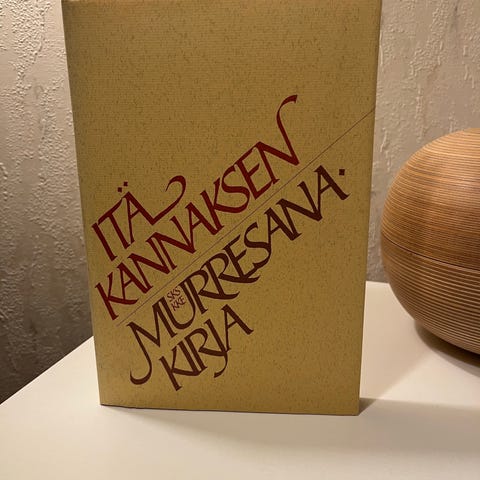 ITÄ
KANNAKSEN
SKS
KKE
MURRESANA-
KIRJA